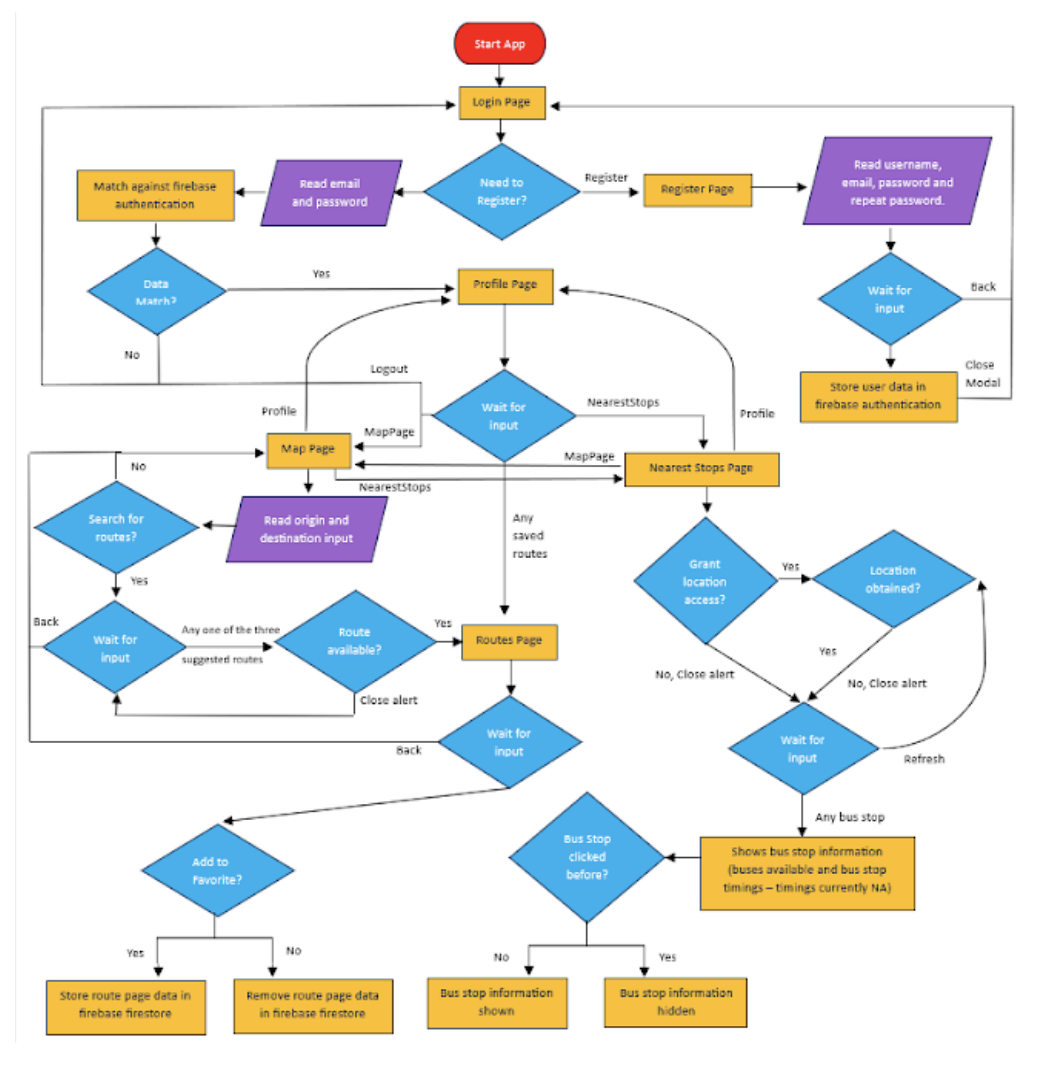 Start App
Login Page
Need to
Register?
Register
Register Page
Read username,
email, password and
repeat password.
Read email
and password
Match against firebase
authentication
Data
Match?
Yes
No
Profile Page
Wait for
input
Back
Store user data in
firebase authentication
Close
Modal
Logout
Wait for
input
NearestStops
Profile
MapPage
Profile
Map Page
MapPage
NearestStops
Nearest Stops Page
No
Search for
routes?
Read origin and
destination input
Any
saved
routes
Yes
Grant
location
access?
Yes
Location
obtained?
Back
Wait for
input
Any one of the three
suggested routes
Route
available?
Yes
Routes Page
Close alert
No, Close alert
Yes
No, Close alert
Wait for
input
Back
Wait for
input
Refresh
Any bus stop
Shows bus stop information
(buses available and bus stop
timings – timings currently NA)
Bus Stop
clicked
before?
Add to
Favorite?
Yes
No
No
Yes
Store route page data in
firebase firestore
Remove route page data
in firebase firestore
Bus stop information
shown
Bus stop information
hidden